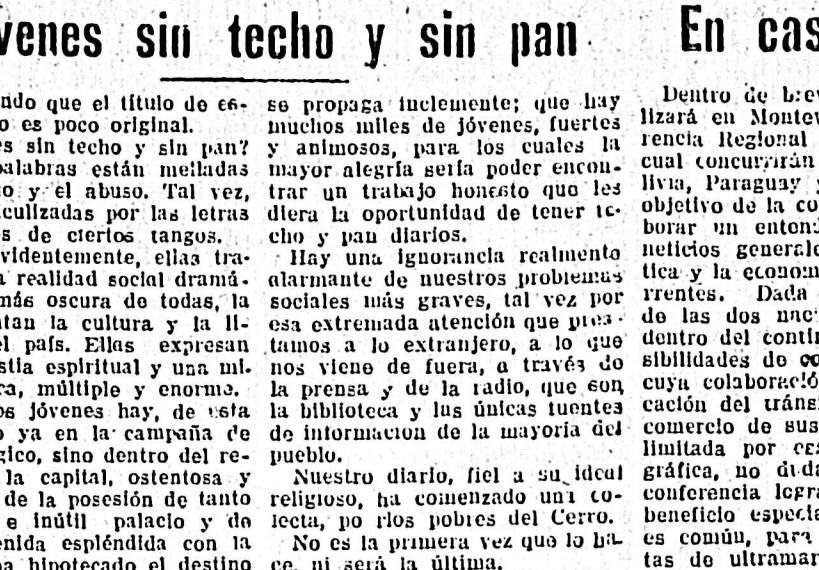 venes sin techo y sin pan
ndo que el título de es-
o es poco original.
es sin techo y sin pan?
palabras están melladas
o y el abuso. Tal vez,
culizadas por las letras
s de ciertos tangos.
videntemente, ellas tra-
a realidad social dramá-
más oscura de todas, la
tan la cultura y la li-
el país. Ellas expresan
stia espiritual y una mi-
ra, múltiple y enorme.
os jóvenes hay, de esta
o ya en la campaña de
gico, sino dentro del re-
la capital, ostentosa y
de la posesión de tanto
e inútil palacio y de
enida espléndida con la
a hipotecado el destino
se propaga inclemente; que hay
muchos miles de jóvenes, fuertes
y animosos, para los cuales la
mayor alegría sería poder encon-
trar un trabajo honesto que les
diera la oportunidad de tener te-
cho y pan diarios.
Hay una ignorancia realmente
alarmante de nuestros problemas
sociales más graves, tal vez por
esa extremada atención que pres-
tamos a lo extranjero, a lo que
nos viene de fuera, a través de
la prensa y de la radio, que son
la biblioteca y las únicas fuentes
de informacion de la mayoría del
pueblo.
Nuestro diario, fiel a su ideal
religioso, ha comenzado una co-
lecta, po rlos pobres del Cerro.
No es la primera vez que lo ha-
ce, ni será la última.
En cas
Dentro de brev
lizará en Montev
rencia Regional
cual concurrirán
livia, Paraguay y
objetivo de la co
borar un entend
neficios generale
tica y la econom
rrentes. Dada
de las dos nac
dentro del contin
sibilidades de co
cuya colaboració
cación del tráns
comercio de sus
limitada por
gráfica, no duda
conferencia logra
beneficio especia
es común, para
tas de ultramar